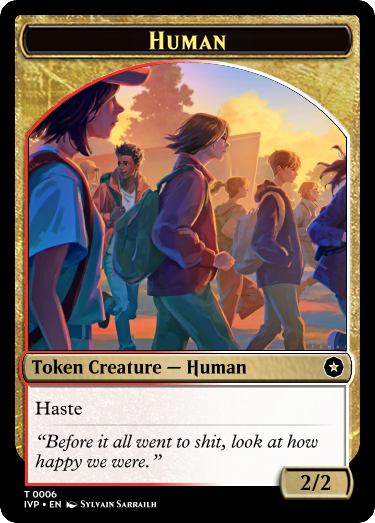 HUMAN
Token Creature — Human
Haste
“Before it all went to shit, look at how
happy we were.”
2/2
T 0006
IVP • EN SYLVAIN SARRAILH